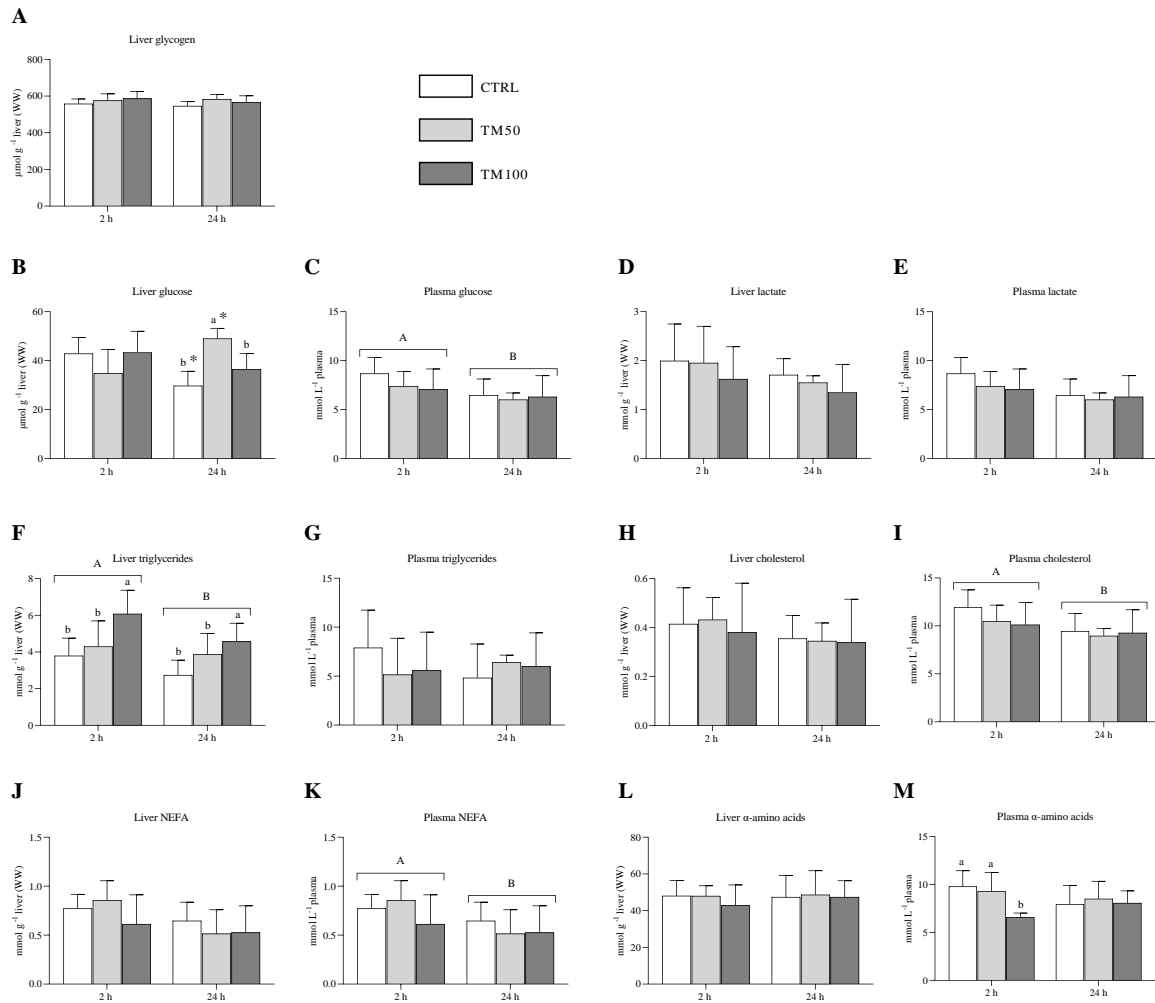 A
Liver glycogen
μmol g -1 liver (WW)
800
600
400
200
0
2 h
24 h
CTRL
TM50
TM100
B
Liver glucose
μmol g -1 liver (WW)
60
40
20
0
b *
a *
b
2 h
24 h
C
Plasma glucose
mmol L-1 plasma
15
10
5
0
A
B
2 h
24 h
D
Liver lactate
mmol g -1 liver (WW)
3
2
1
0
2 h
24 h
E
Plasma lactate
mmol L-1 plasma
15
10
5
0
2 h
24 h
F
Liver triglycerides
mmol g -1 liver (WW)
8
6
4
2
0
A
b
b
a
B
b
b
a
2 h
24 h
G
Plasma triglycerides
mmol L-1 plasma
15
10
5
0
2 h
24 h
H
Liver cholesterol
mmol g -1 liver (WW)
0.6
0.4
0.2
0.0
2 h
24 h
I
Plasma cholesterol
mmol L-1 plasma
15
10
5
0
A
B
2 h
24 h
J
Liver NEFA
mmol g -1 liver (WW)
1.5
1.0
0.5
0.0
2 h
24 h
K
Plasma NEFA
mmol L-1 plasma
1.5
1.0
0.5
0.0
A
B
2 h
24 h
L
Liver α-amino acids
mmol g -1 liver (WW)
80
60
40
20
0
2 h
24 h
M
Plasma α-amino acids
mmol L-1 plasma
15
10
5
0
a
a
b
2 h
24 h